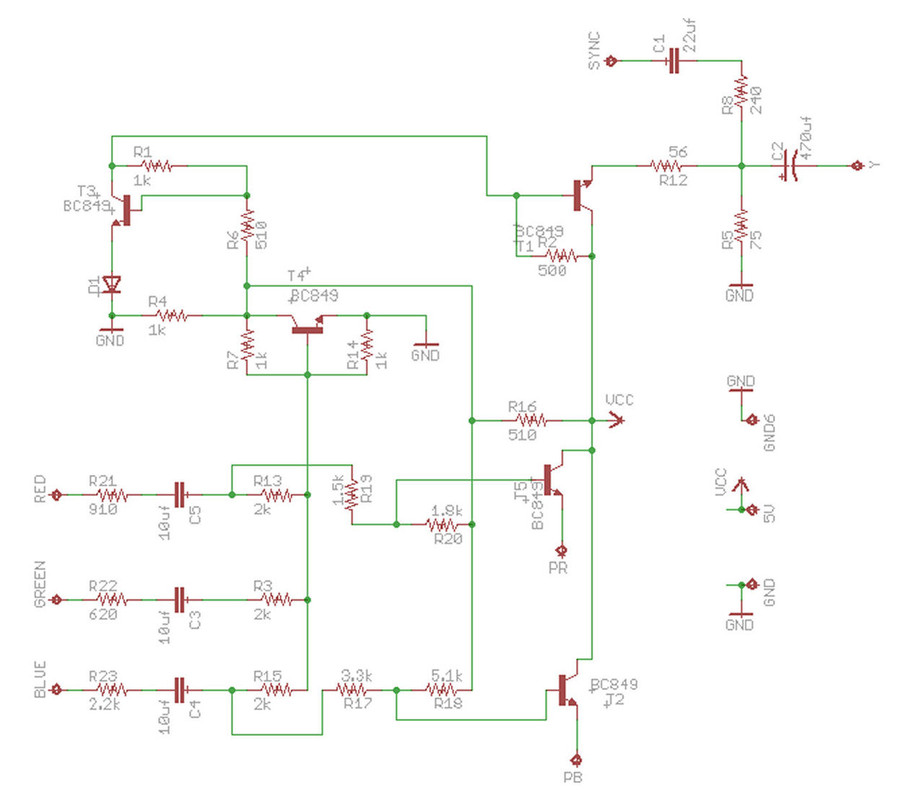 SYNC
C1
22uf
R8
240
C2
470uf
Y
56
R12
R5
75
GND
R1
1k
T3
BC849
R6
510
BC849
T1
R2
500
D1
R4
1k
GND
T4
BC849
R7
1k
R14
1k
GND
R16
510
VCC
GND
GND6
VCC
5V
GND
GND
RED
R21
910
10uf
C5
R13
2k
1.5k
R19
1.8k
R20
BC849
PR
GREEN
R22
620
10uf
C3
R3
2k
BLUE
R23
2.2k
10uf
C4
R15
2k
3.3k
R17
5.1k
R18
BC849
J2
PB